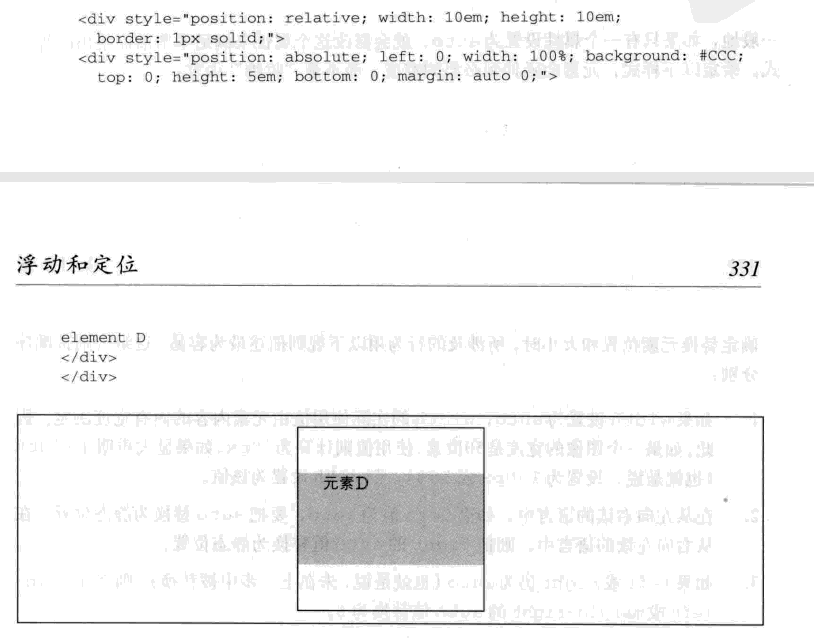 <div style="position: relative; width: 10em; height: 10em;
border: 1px solid;">
<div style="position: absolute; left: 0; width: 100%; background: #CCC;
top: 0; height: 5em; bottom: 0; margin: auto 0;">
浮动和定位
331
element D
</div>
</div>
元素D